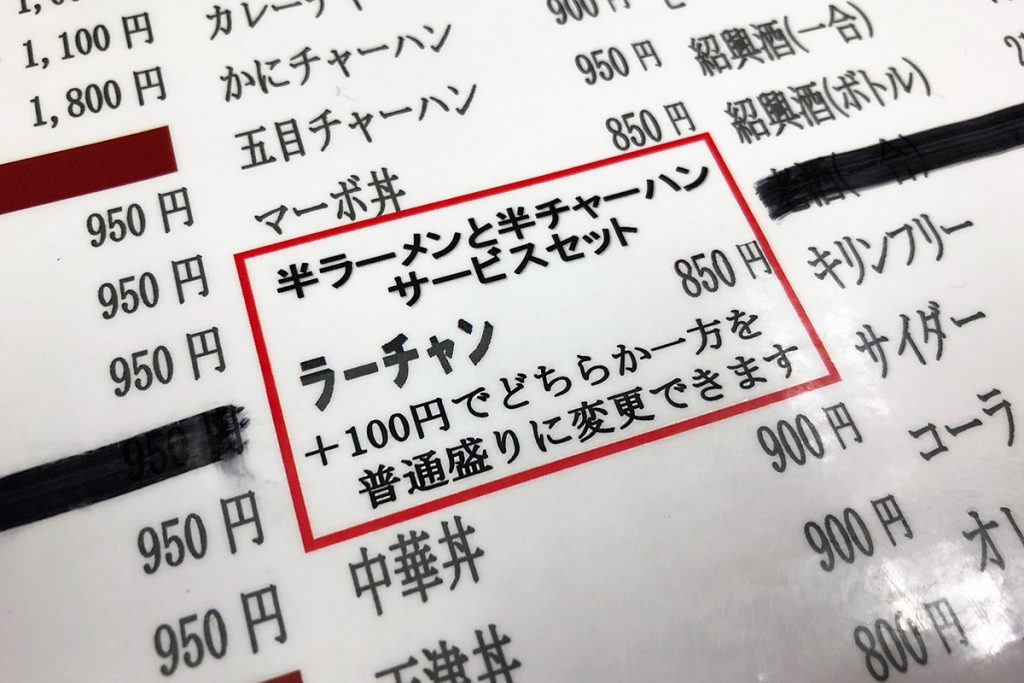 1,100 円
1,800 円
950 円
950 円
950 円
950 円
950 円
950 円
かにチャーハン 950 円
五目チャーハン 850 円
マーボ丼
半ラーメンと半チャーハン
サービスセット
850 円
ラーチャン
＋100円でどちらか一方を
普通盛りに変更できます
中華丼 900 円
天津丼 900 円
800 円
紹興酒(一合)
紹興酒(ボトル)
キリンフリー
サイダー
コーラ